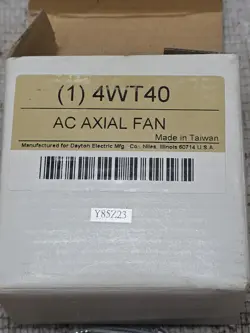 (1) 4WT40
AC AXIAL FAN
Made in Taiwan
Manufactured for Dayton Electric Mfg. Co., Niles, Illinois 60714 U.S.A.
Y85Z23